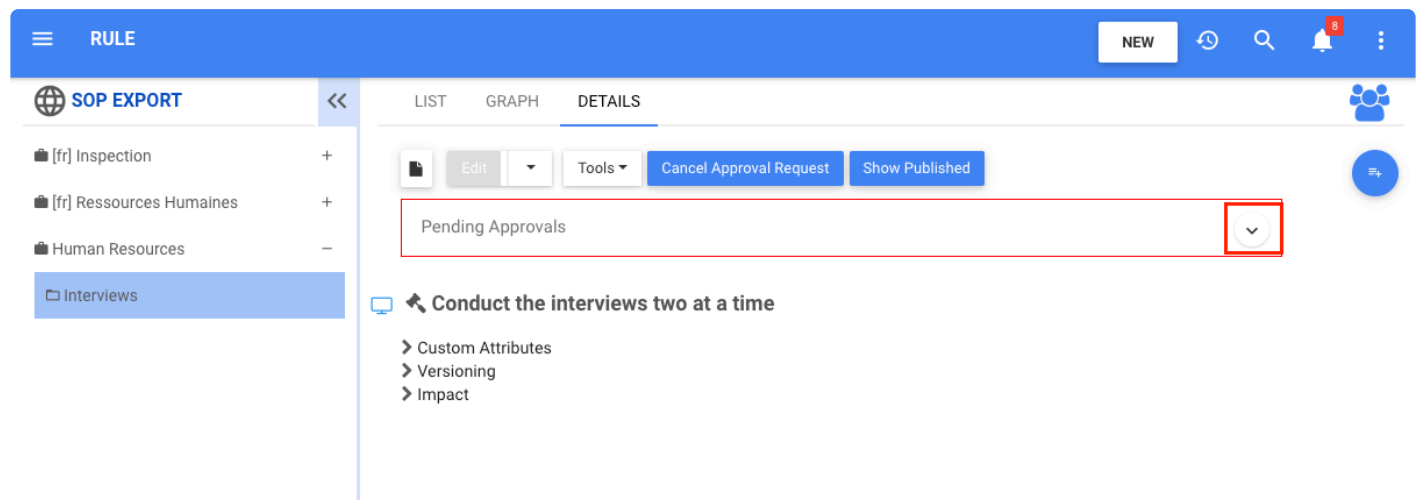 RULE
NEW
8
SOP EXPORT
LIST GRAPH DETAILS
[fr] Inspection
Edit Tools Cancel Approval Request Show Published
[fr] Ressources Humaines
Pending Approvals
Human Resources
Interviews
Conduct the interviews two at a time
Custom Attributes
Versioning
Impact